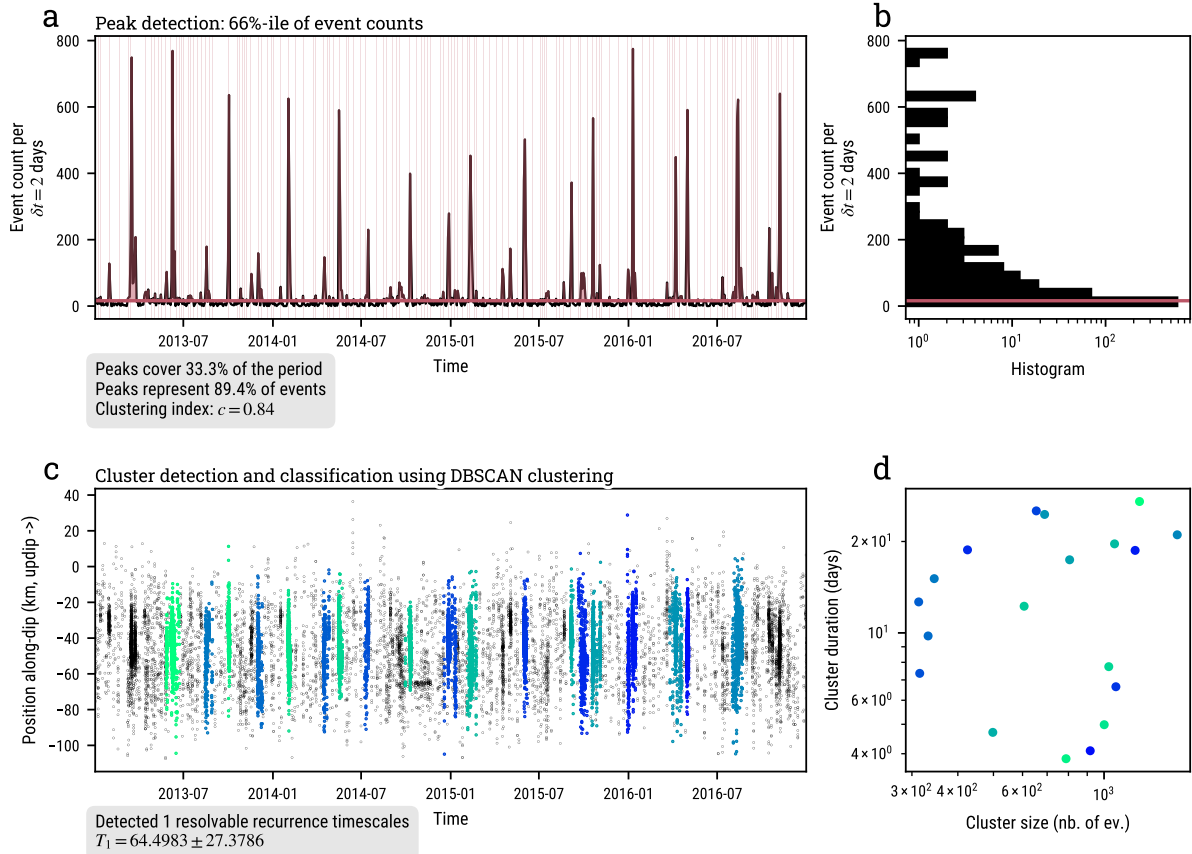 a
Peak detection: 66%-ile of event counts
800
600
400
200
0
Event count per
δt = 2 days
2013-07
2014-01
2014-07
2015-01
2015-07
2016-01
2016-07
Time
Peaks cover 33.3% of the period
Peaks represent 89.4% of events
Clustering index: c = 0.84
b
800
600
400
200
0
Event count per
δt = 2 days
10⁰
10¹
10²
Histogram
c
Cluster detection and classification using DBSCAN clustering
40
20
0
−20
−40
−60
−80
−100
Position along-dip (km, updip ->)
2013-07
2014-01
2014-07
2015-01
2015-07
2016-01
2016-07
Time
Detected 1 resolvable recurrence timescales
T₁ = 64.4983 ± 27.3786
d
2 × 10¹
10¹
6 × 10⁰
4 × 10⁰
Cluster duration (days)
3 × 10²
4 × 10²
6 × 10²
10³
Cluster size (nb. of ev.)